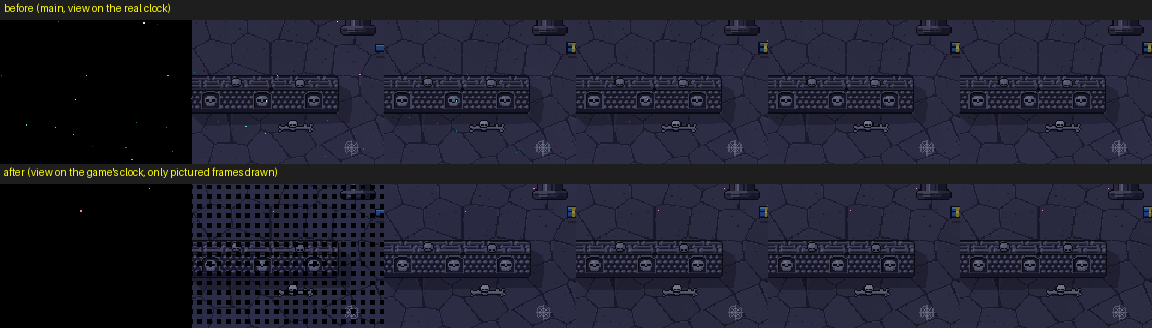 before (main, view on the real clock)
after (view on the game's clock, only pictured frames drawn)